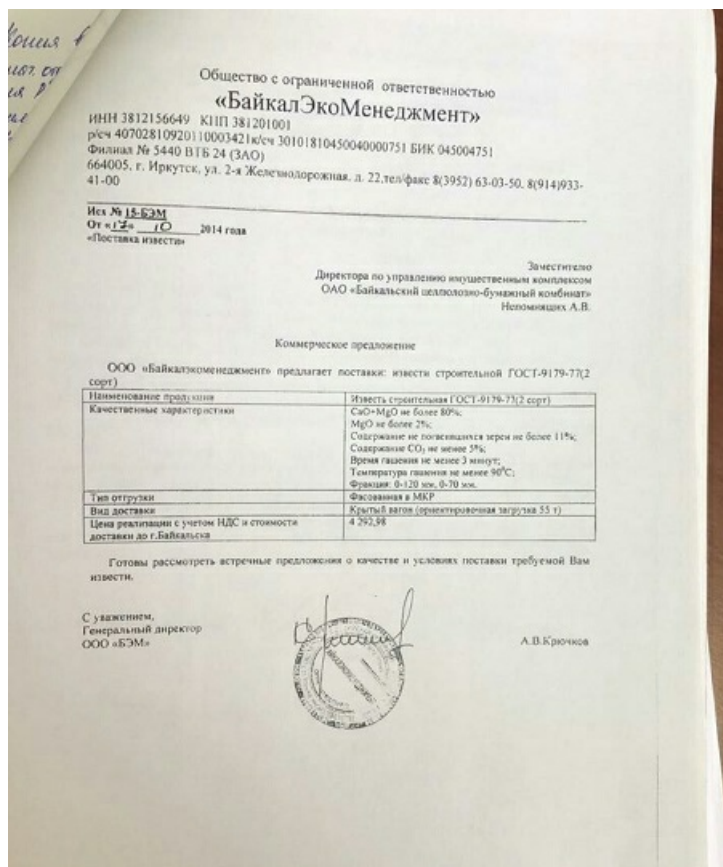 Общество с ограниченной ответственностью
«БайкалЭкоМенеджмент»
ИНН 3812156649 КПП 381201001
р/сч 40702810920110003421к/сч 30101810450040000751 БИК 045004751
Филиал № 5440 ВТБ 24 (ЗАО)
664005, г. Иркутск, ул. 2-я Железнодорожная, д. 22,тел/факс 8(3952) 63-03-50, 8(914)933-
41-00
Исх № 15-БЭМ
От «17» 10 2014 года
«Поставка извести»
Заместителю
Директора по управлению имущественным комплексом
ОАО «Байкальский целлюлозно-бумажный комбинат»
Непомнящих А.В.
Коммерческое предложение
ООО «Байкалэкоменеджмент» предлагает поставки: извести строительной ГОСТ-9179-77(2
сорт)
Наименование продукции Известь строительная ГОСТ-9179-77(2 сорт)
Качественные характеристики CaO+MgO не более 80%;
MgO не более 2%;
Содержание не погасившихся зерен не более 11%;
Содержание CO₂ не менее 5%;
Время гашения не менее 3 минут;
Температура гашения не менее 90⁰С;
Фракция: 0-120 мм, 0-70 мм.
Тип отгрузки Фасованная в МКР
Вид доставки Крытый вагон (ориентировочная загрузка 55 т)
Цена реализации с учетом НДС и стоимости 4 292,98
доставки до г.Байкальска
Готовы рассмотреть встречные предложения о качестве и условиях поставки требуемой Вам
извести.
С уважением,
Генеральный директор
ООО «БЭМ» А.В.Крючков